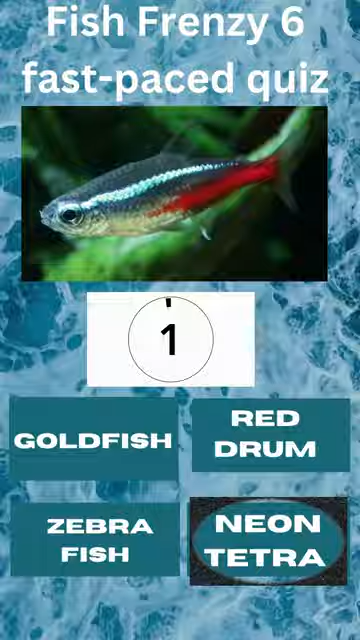 Fish Frenzy 6
fast-paced quiz
1
GOLDFISH
RED
DRUM
ZEBRA
FISH
NEON
TETRA